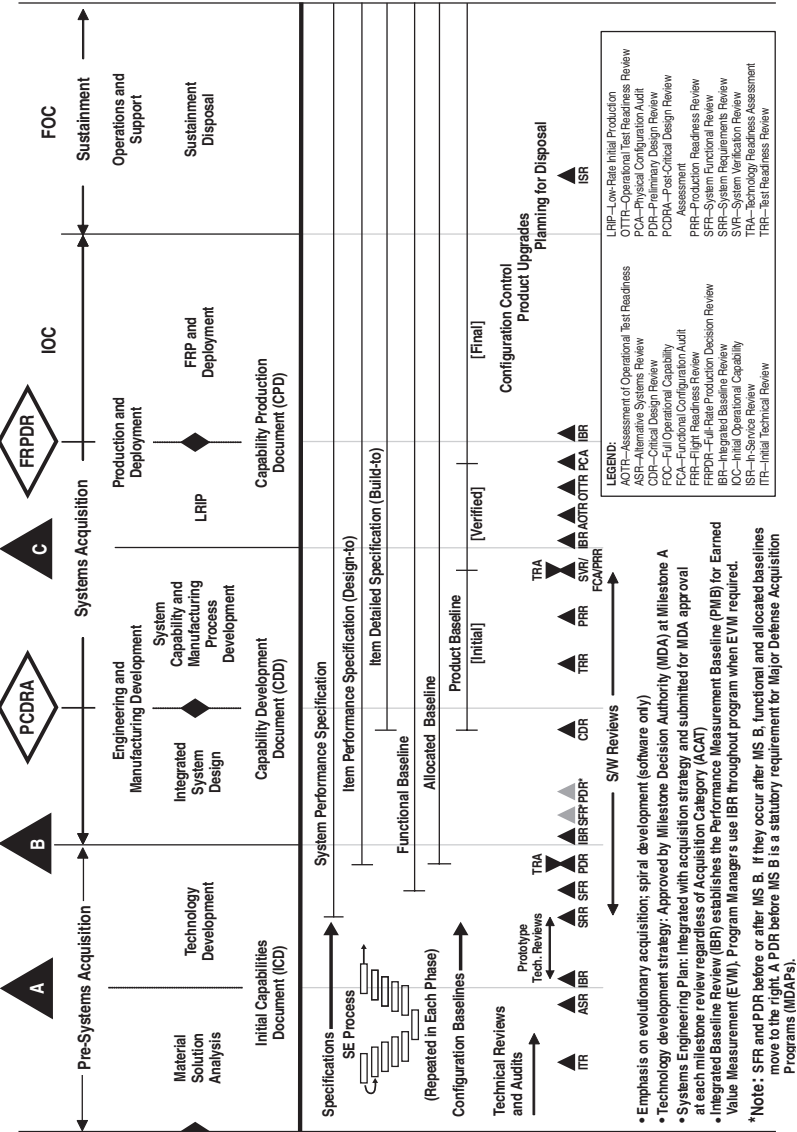 A
B
PCDRA
C
FRPDR
IOC
FOC
Pre-Systems Acquisition
Systems Acquisition
Sustainment
Material
Solution
Analysis
Technology
Development
Engineering and
Manufacturing Development
Integrated
System
Design
System
Capability and
Manufacturing
Process
Development
Production and
Deployment
LRIP
FRP and
Deployment
Operations and
Support
Sustainment
Disposal
Initial Capabilities
Document (ICD)
Capability Development
Document (CDD)
Capability Production
Document (CPD)
Specifications
System Performance Specification
Item Performance Specification (Design-to)
Item Detailed Specification (Build-to)
SE Process
(Repeated in Each Phase)
Configuration Baselines
Functional Baseline
Allocated Baseline
Product Baseline
[Initial]
[Verified]
[Final]
Configuration Control
Product Upgrades
Planning for Disposal
Technical Reviews
and Audits
Prototype
Tech. Reviews
TRA
TRA
ITR
ASR
IBR
SRR
SFR
PDR
IBR
SFR
PDR*
CDR
TRR
PRR
SVR/
FCA/PRR
IBR
AOTR
OTTR
PCA
IBR
ISR
S/W Reviews
• Emphasis on evolutionary acquisition; spiral development (software only)
• Technology development strategy: Approved by Milestone Decision Authority (MDA) at Milestone A
• Systems Engineering Plan: Integrated with acquisition strategy and submitted for MDA approval
at each milestone review regardless of Acquisition Category (ACAT)
• Integrated Baseline Review (IBR) establishes the Performance Measurement Baseline (PMB) for Earned
Value Measurement (EVM). Program Managers use IBR throughout program when EVM required.
*Note: SFR and PDR before or after MS B. If they occur after MS B, functional and allocated baselines
move to the right. A PDR before MS B is a statutory requirement for Major Defense Acquisition
Programs (MDAPs).
LEGEND:
AOTR–Assessment of Operational Test Readiness
ASR–Alternative Systems Review
CDR–Critical Design Review
FOC–Full Operational Capability
FCA–Functional Configuration Audit
FRR–Flight Readiness Review
FRPDR–Full-Rate Production Decision Review
IBR–Integrated Baseline Review
IOC–Initial Operational Capability
ISR–In-Service Review
ITR–Initial Technical Review
LRIP–Low-Rate Initial Production
OTTR–Operational Test Readiness Review
PCA–Physical Configuration Audit
PDR–Preliminary Design Review
PCDRA–Post-Critical Design Review
Assessment
PRR–Production Readiness Review
SFR–System Functional Review
SRR–System Requirements Review
SVR–System Verification Review
TRA–Technology Readiness Assessment
TRR–Test Readiness Review